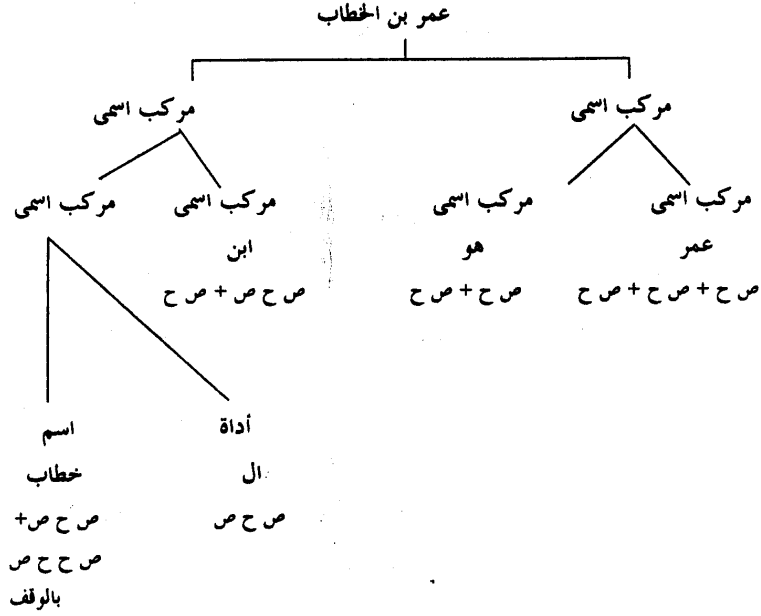 عمر بن الخطاب
مركب اسمى مركب اسمى
مركب اسمى مركب اسمى مركب اسمى مركب اسمى
عمر هو ابن
ص ح + ص ح + ص ح ص ح + ص ح ص ح ص + ص ح
أداة اسم
ال خطاب
ص ح ص ص ح ص+
ص ح ح ص
بالوقف